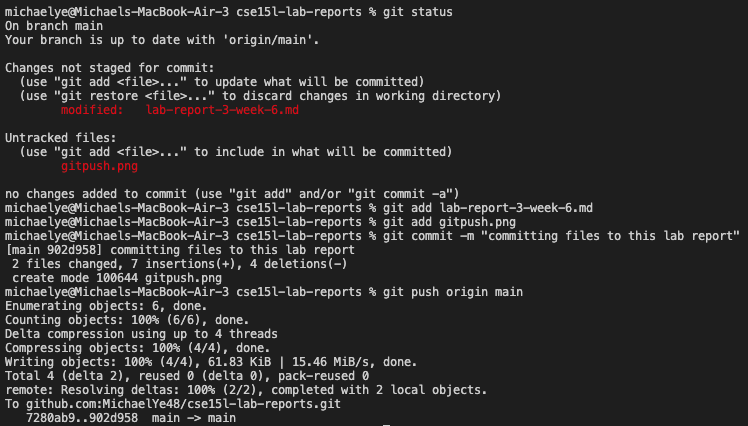 michaelye@Michaels-MacBook-Air-3 cse15l-lab-reports % git status
On branch main
Your branch is up to date with 'origin/main'.

Changes not staged for commit:
  (use "git add <file>..." to update what will be committed)
  (use "git restore <file>..." to discard changes in working directory)
        modified:   lab-report-3-week-6.md

Untracked files:
  (use "git add <file>..." to include in what will be committed)
        gitpush.png

no changes added to commit (use "git add" and/or "git commit -a")
michaelye@Michaels-MacBook-Air-3 cse15l-lab-reports % git add lab-report-3-week-6.md
michaelye@Michaels-MacBook-Air-3 cse15l-lab-reports % git add gitpush.png
michaelye@Michaels-MacBook-Air-3 cse15l-lab-reports % git commit -m "committing files to this lab report"
[main 902d958] committing files to this lab report
 2 files changed, 7 insertions(+), 4 deletions(-)
 create mode 100644 gitpush.png
michaelye@Michaels-MacBook-Air-3 cse15l-lab-reports % git push origin main
Enumerating objects: 6, done.
Counting objects: 100% (6/6), done.
Delta compression using up to 4 threads
Compressing objects: 100% (4/4), done.
Writing objects: 100% (4/4), 61.83 KiB | 15.46 MiB/s, done.
Total 4 (delta 2), reused 0 (delta 0), pack-reused 0
remote: Resolving deltas: 100% (2/2), completed with 2 local objects.
To github.com:MichaelYe48/cse15l-lab-reports.git
   7280ab9..902d958  main -> main